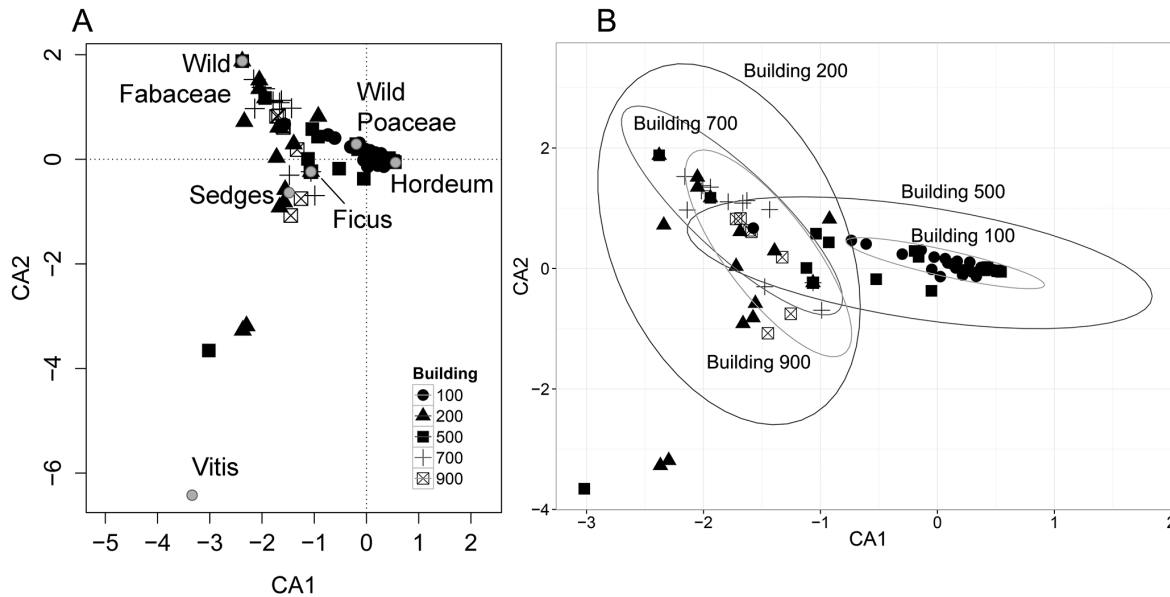 A
2
0
−2
−4
−6
CA2
Wild
Fabaceae
Wild
Poaceae
Hordeum
Sedges
Ficus
Vitis
Building
100
200
500
700
900
−5 −4 −3 −2 −1 0 1 2
CA1
B
Building 200
Building 700
Building 500
Building 100
Building 900
2
0
−2
−4
CA2
−3 −2 −1 0 1 2
CA1